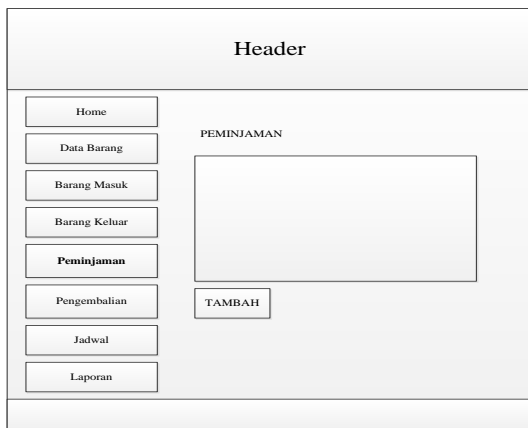 Header
Home
Data Barang
Barang Masuk
Barang Keluar
Peminjaman
Pengembalian
Jadwal
Laporan
PEMINJAMAN
TAMBAH